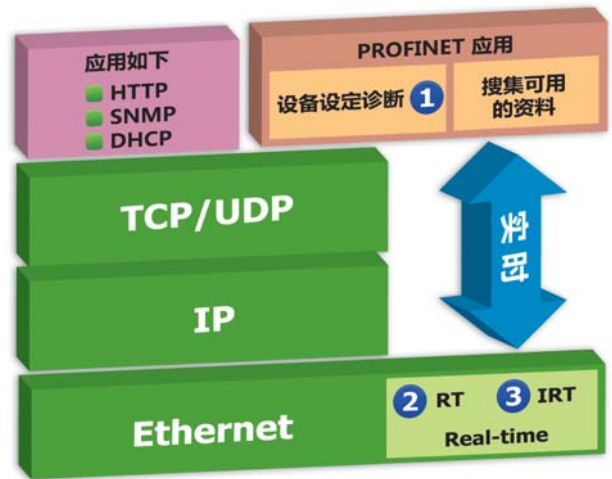 应用如下
HTTP
SNMP
DHCP
PROFINET 应用
设备设定诊断 1
搜集可用
的资料
TCP/UDP
实时
IP
Ethernet
2 RT 3 IRT
Real-time